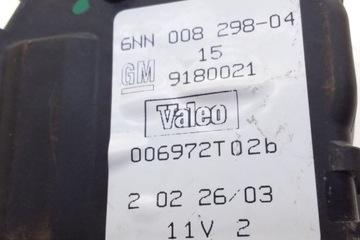 6NN 008 298-04
15
GM 9180021
Valeo
006972T02b
2 02 26/03
11V 2